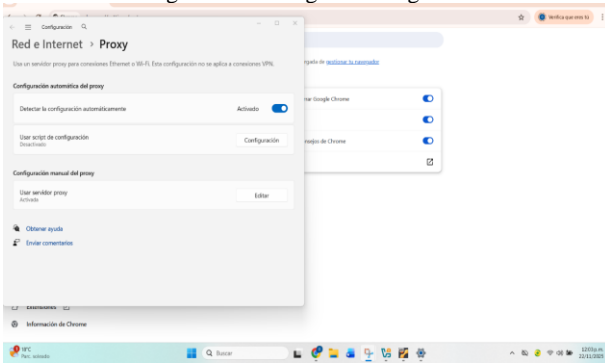 Verifica que eres tú
Configuración
Red e Internet > Proxy
Usa un servidor proxy para conexiones Ethernet o Wi-Fi. Esta configuración no se aplica a conexiones VPN.
gestionar tu navegador
Configuración automática del proxy
nar Google Chrome
Detectar la configuración automáticamente
Activado
Usar script de configuración
Desactivado
Configuración
nsejos de Chrome
Configuración manual del proxy
Usar servidor proxy
Activado
Editar
Obtener ayuda
Enviar comentarios
Extensiones
Información de Chrome
Buscar